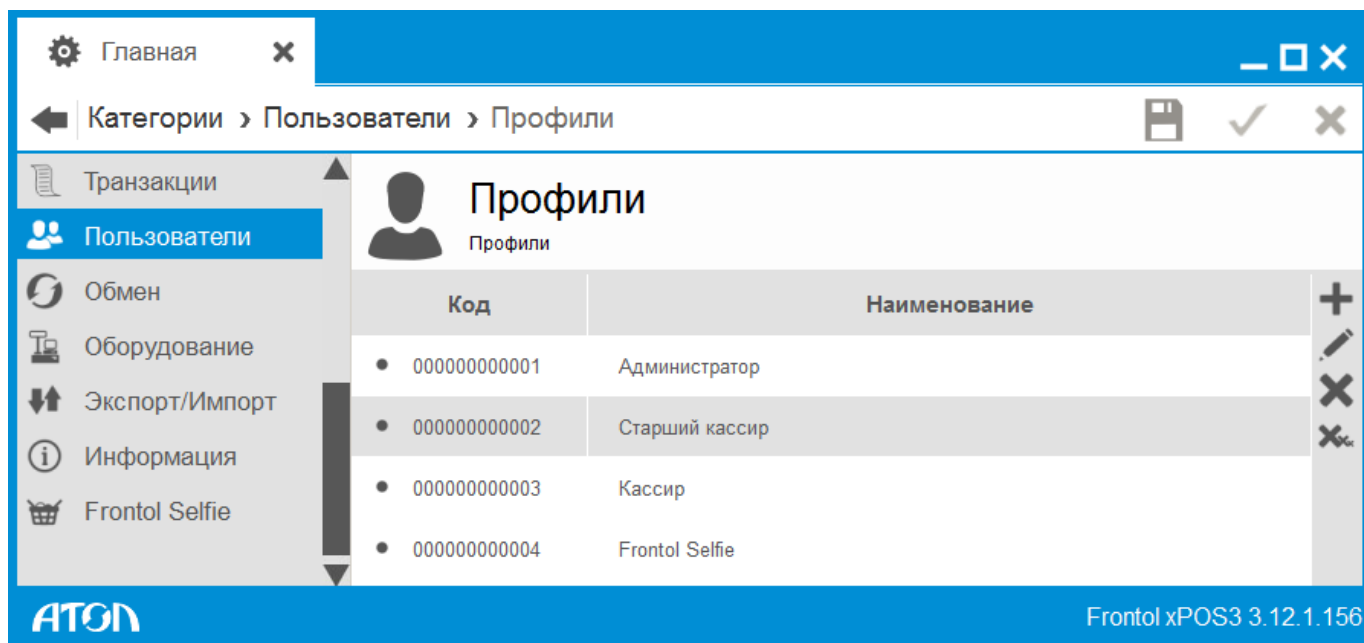 Главная
Категории › Пользователи › Профили
Транзакции
Пользователи
Обмен
Оборудование
Экспорт/Импорт
Информация
Frontol Selfie
Профили
Профили
Код Наименование
000000000001 Администратор
000000000002 Старший кассир
000000000003 Кассир
000000000004 Frontol Selfie
АТОЛ Frontol xPOS3 3.12.1.156